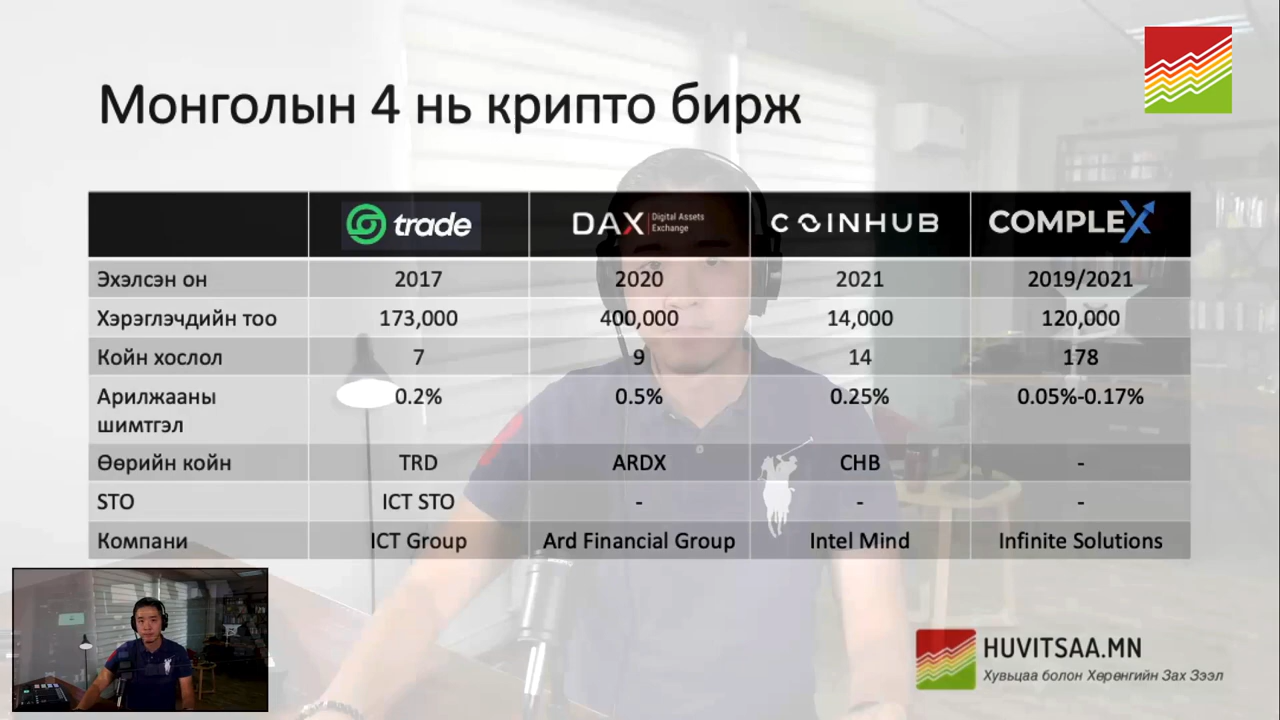 Монголын 4 нь крипто бирж
trade DAX Digital Assets Exchange COINHUB COMPLEX
Эхэлсэн он 2017 2020 2021 2019/2021
Хэрэглэгчдийн тоо 173,000 400,000 14,000 120,000
Койн хослол 7 9 14 178
Арилжааны 0.2% 0.5% 0.25% 0.05%-0.17%
шимтгэл
Өөрийн койн TRD ARDX CHB -
STO ICT STO - - -
Компани ICT Group Ard Financial Group Intel Mind Infinite Solutions
HUVITSAA.MN
Хувьцаа болон Хөрөнгийн Зах Зээл